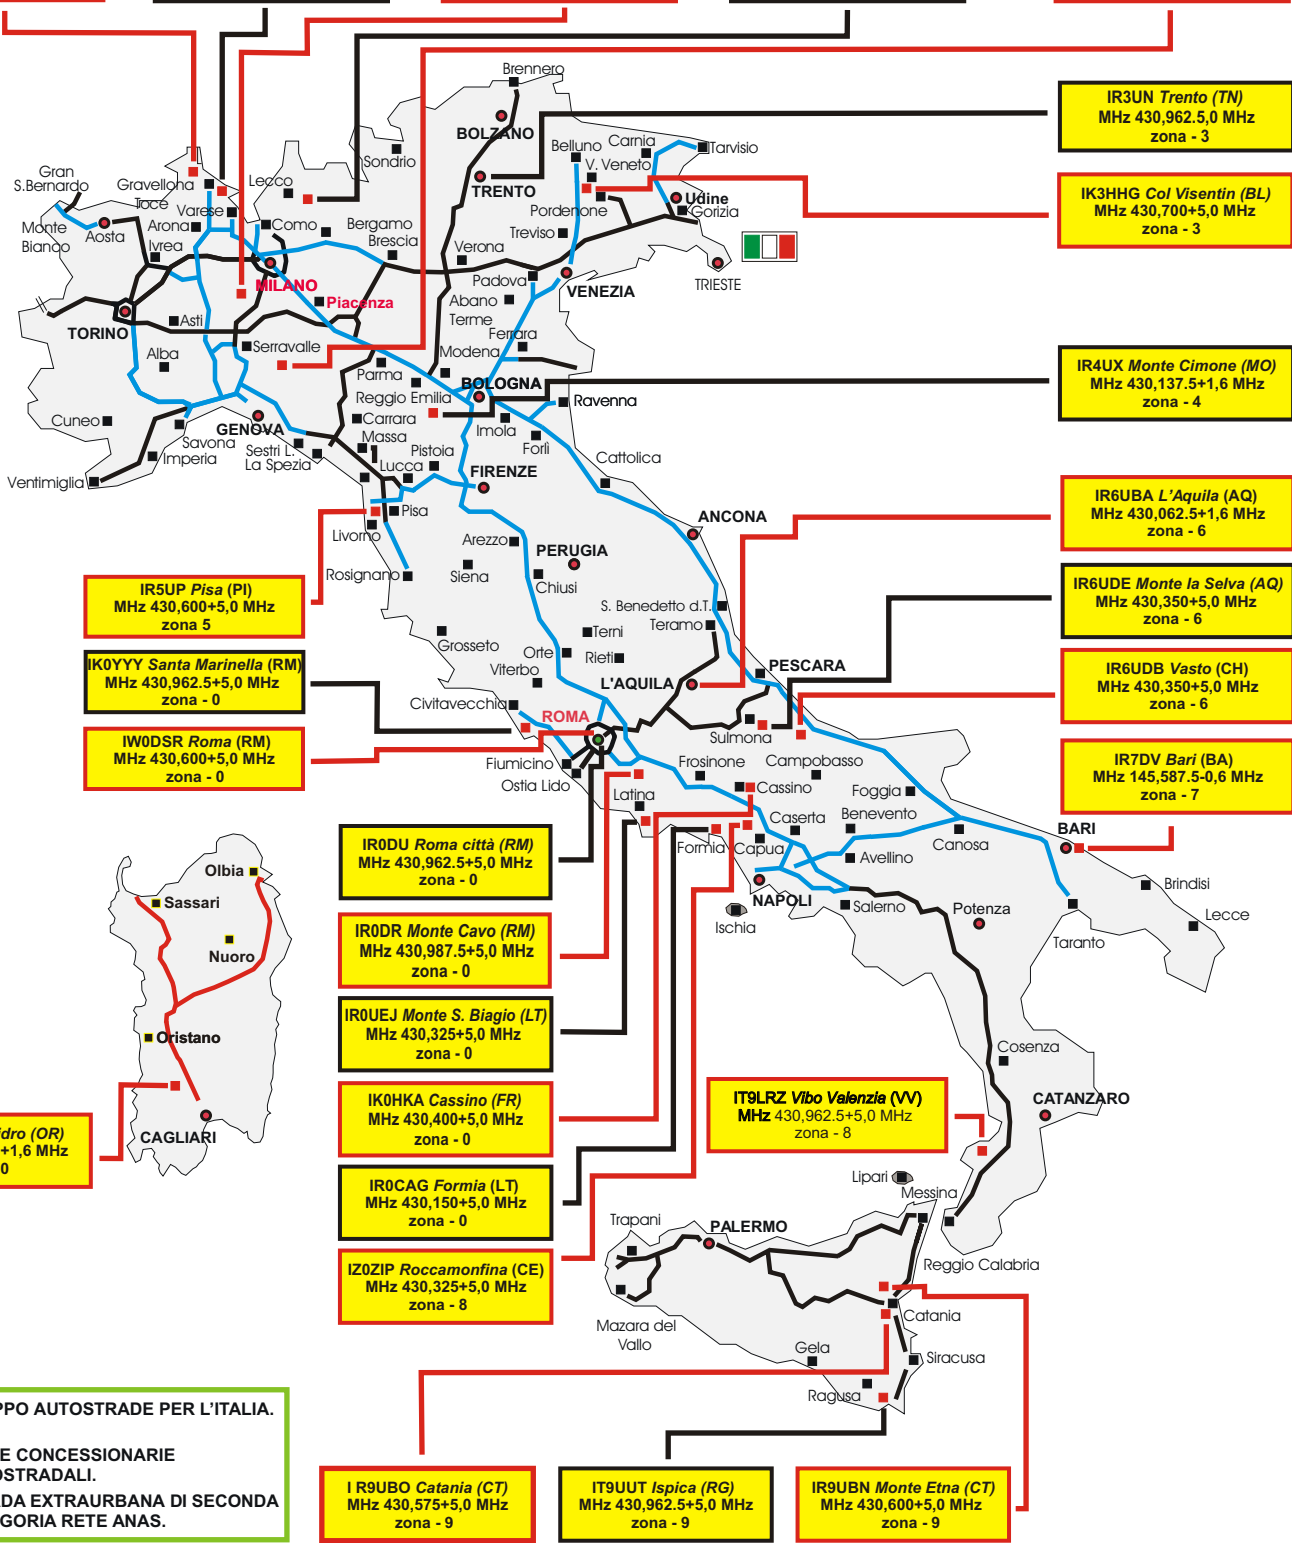 Brennero
BOLZANO
Sondrio
TRENTO
Belluno
Carnia
Tarvisio
V. Veneto
Pordenone
Udine
Gorizia
Treviso
TRIESTE
VENEZIA
Padova
Verona
Abano
Terme
Ferrara
Modena
Gran
S.Bernardo
Monte
Bianco
Aosta
Gravellona
Toce
Varese
Arona
Ivrea
Lecco
Como
Bergamo
Brescia
MILANO
Piacenza
TORINO
Asti
Alba
Serravalle
Cuneo
Parma
Reggio Emilia
BOLOGNA
Ravenna
Imola
Forlì
GENOVA
Savona
Imperia
Ventimiglia
Sestri L.
La Spezia
Carrara
Massa
Pistoia
Lucca
FIRENZE
Cattolica
Pisa
Livorno
Rosignano
Arezzo
Siena
PERUGIA
Chiusi
ANCONA
S. Benedetto d.T.
Teramo
Grosseto
Terni
Orte
Rieti
Viterbo
L'AQUILA
PESCARA
Civitavecchia
ROMA
Sulmona
Fiumicino
Ostia Lido
Frosinone
Campobasso
Latina
Cassino
Foggia
Caserta
Benevento
Formia
Capua
Avellino
Canosa
BARI
Brindisi
Lecce
NAPOLI
Ischia
Salerno
Potenza
Taranto
Cosenza
CATANZARO
Lipari
Messina
Reggio Calabria
Trapani
PALERMO
Mazara del
Vallo
Catania
Gela
Siracusa
Ragusa
Olbia
Sassari
Nuoro
Oristano
CAGLIARI
IR3UN Trento (TN)
MHz 430,962.5,0 MHz
zona - 3
IK3HHG Col Visentin (BL)
MHz 430,700+5,0 MHz
zona - 3
IR4UX Monte Cimone (MO)
MHz 430,137.5+1,6 MHz
zona - 4
IR6UBA L'Aquila (AQ)
MHz 430,062.5+1,6 MHz
zona - 6
IR6UDE Monte la Selva (AQ)
MHz 430,350+5,0 MHz
zona - 6
IR6UDB Vasto (CH)
MHz 430,350+5,0 MHz
zona - 6
IR7DV Bari (BA)
MHz 145,587.5-0,6 MHz
zona - 7
IR5UP Pisa (PI)
MHz 430,600+5,0 MHz
zona 5
IK0YYY Santa Marinella (RM)
MHz 430,962.5+5,0 MHz
zona - 0
IW0DSR Roma (RM)
MHz 430,600+5,0 MHz
zona - 0
IR0DU Roma città (RM)
MHz 430,962.5+5,0 MHz
zona - 0
IR0DR Monte Cavo (RM)
MHz 430,987.5+5,0 MHz
zona - 0
IR0UEJ Monte S. Biagio (LT)
MHz 430,325+5,0 MHz
zona - 0
IK0HKA Cassino (FR)
MHz 430,400+5,0 MHz
zona - 0
IR0CAG Formia (LT)
MHz 430,150+5,0 MHz
zona - 0
IZ0ZIP Roccamonfina (CE)
MHz 430,325+5,0 MHz
zona - 8
IT9LRZ Vibo Valenzia (VV)
MHz 430,962.5+5,0 MHz
zona - 8
idro (OR)
+1,6 MHz
0
PPO AUTOSTRADE PER L'ITALIA.
E CONCESSIONARIE
OSTRADALI.
ADA EXTRAURBANA DI SECONDA
EGORIA RETE ANAS.
I R9UBO Catania (CT)
MHz 430,575+5,0 MHz
zona - 9
IT9UUT Ispica (RG)
MHz 430,962.5+5,0 MHz
zona - 9
IR9UBN Monte Etna (CT)
MHz 430,600+5,0 MHz
zona - 9